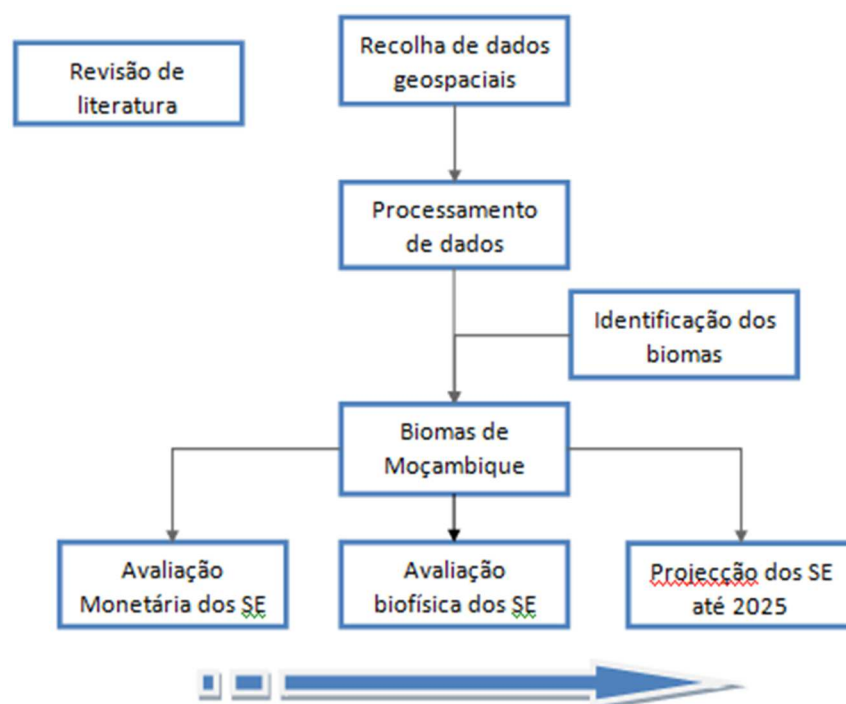 Revisão de
literatura
Recolha de dados
geospaciais
Processamento
de dados
Identificação dos
biomas
Biomas de
Moçambique
Avaliação
Monetária dos SE
Avaliação
biofísica dos SE
Projecção dos SE
até 2025